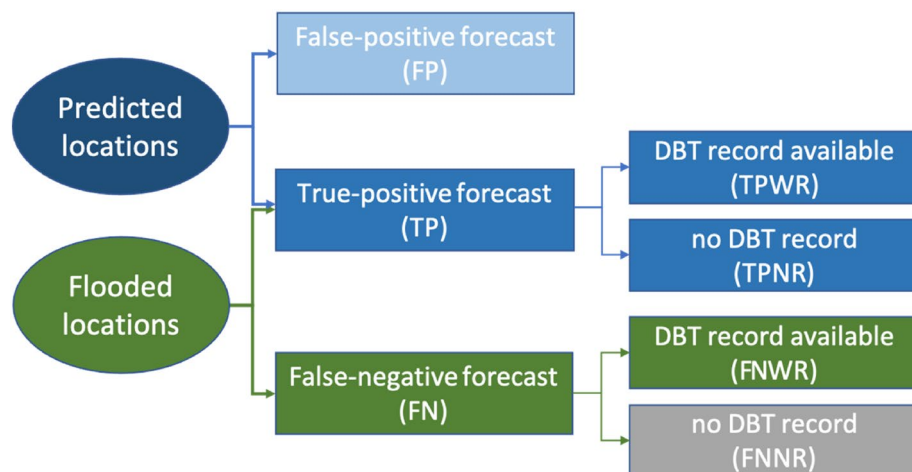 False-positive forecast
(FP)
Predicted
locations
DBT record available
(TPWR)
True-positive forecast
(TP)
no DBT record
(TPNR)
Flooded
locations
DBT record available
(FNWR)
False-negative forecast
(FN)
no DBT record
(FNNR)